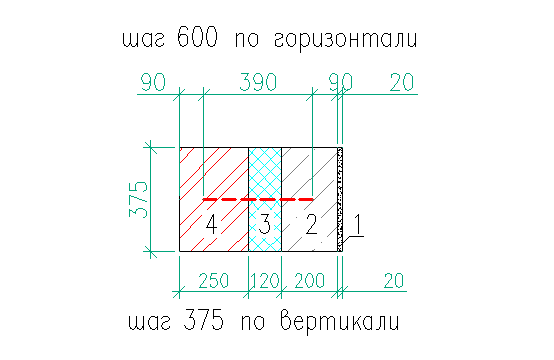 шаг 600 по горизонтали
90 390 90 20
375
4 3 2 1
250 120 200 20
шаг 375 по вертикали